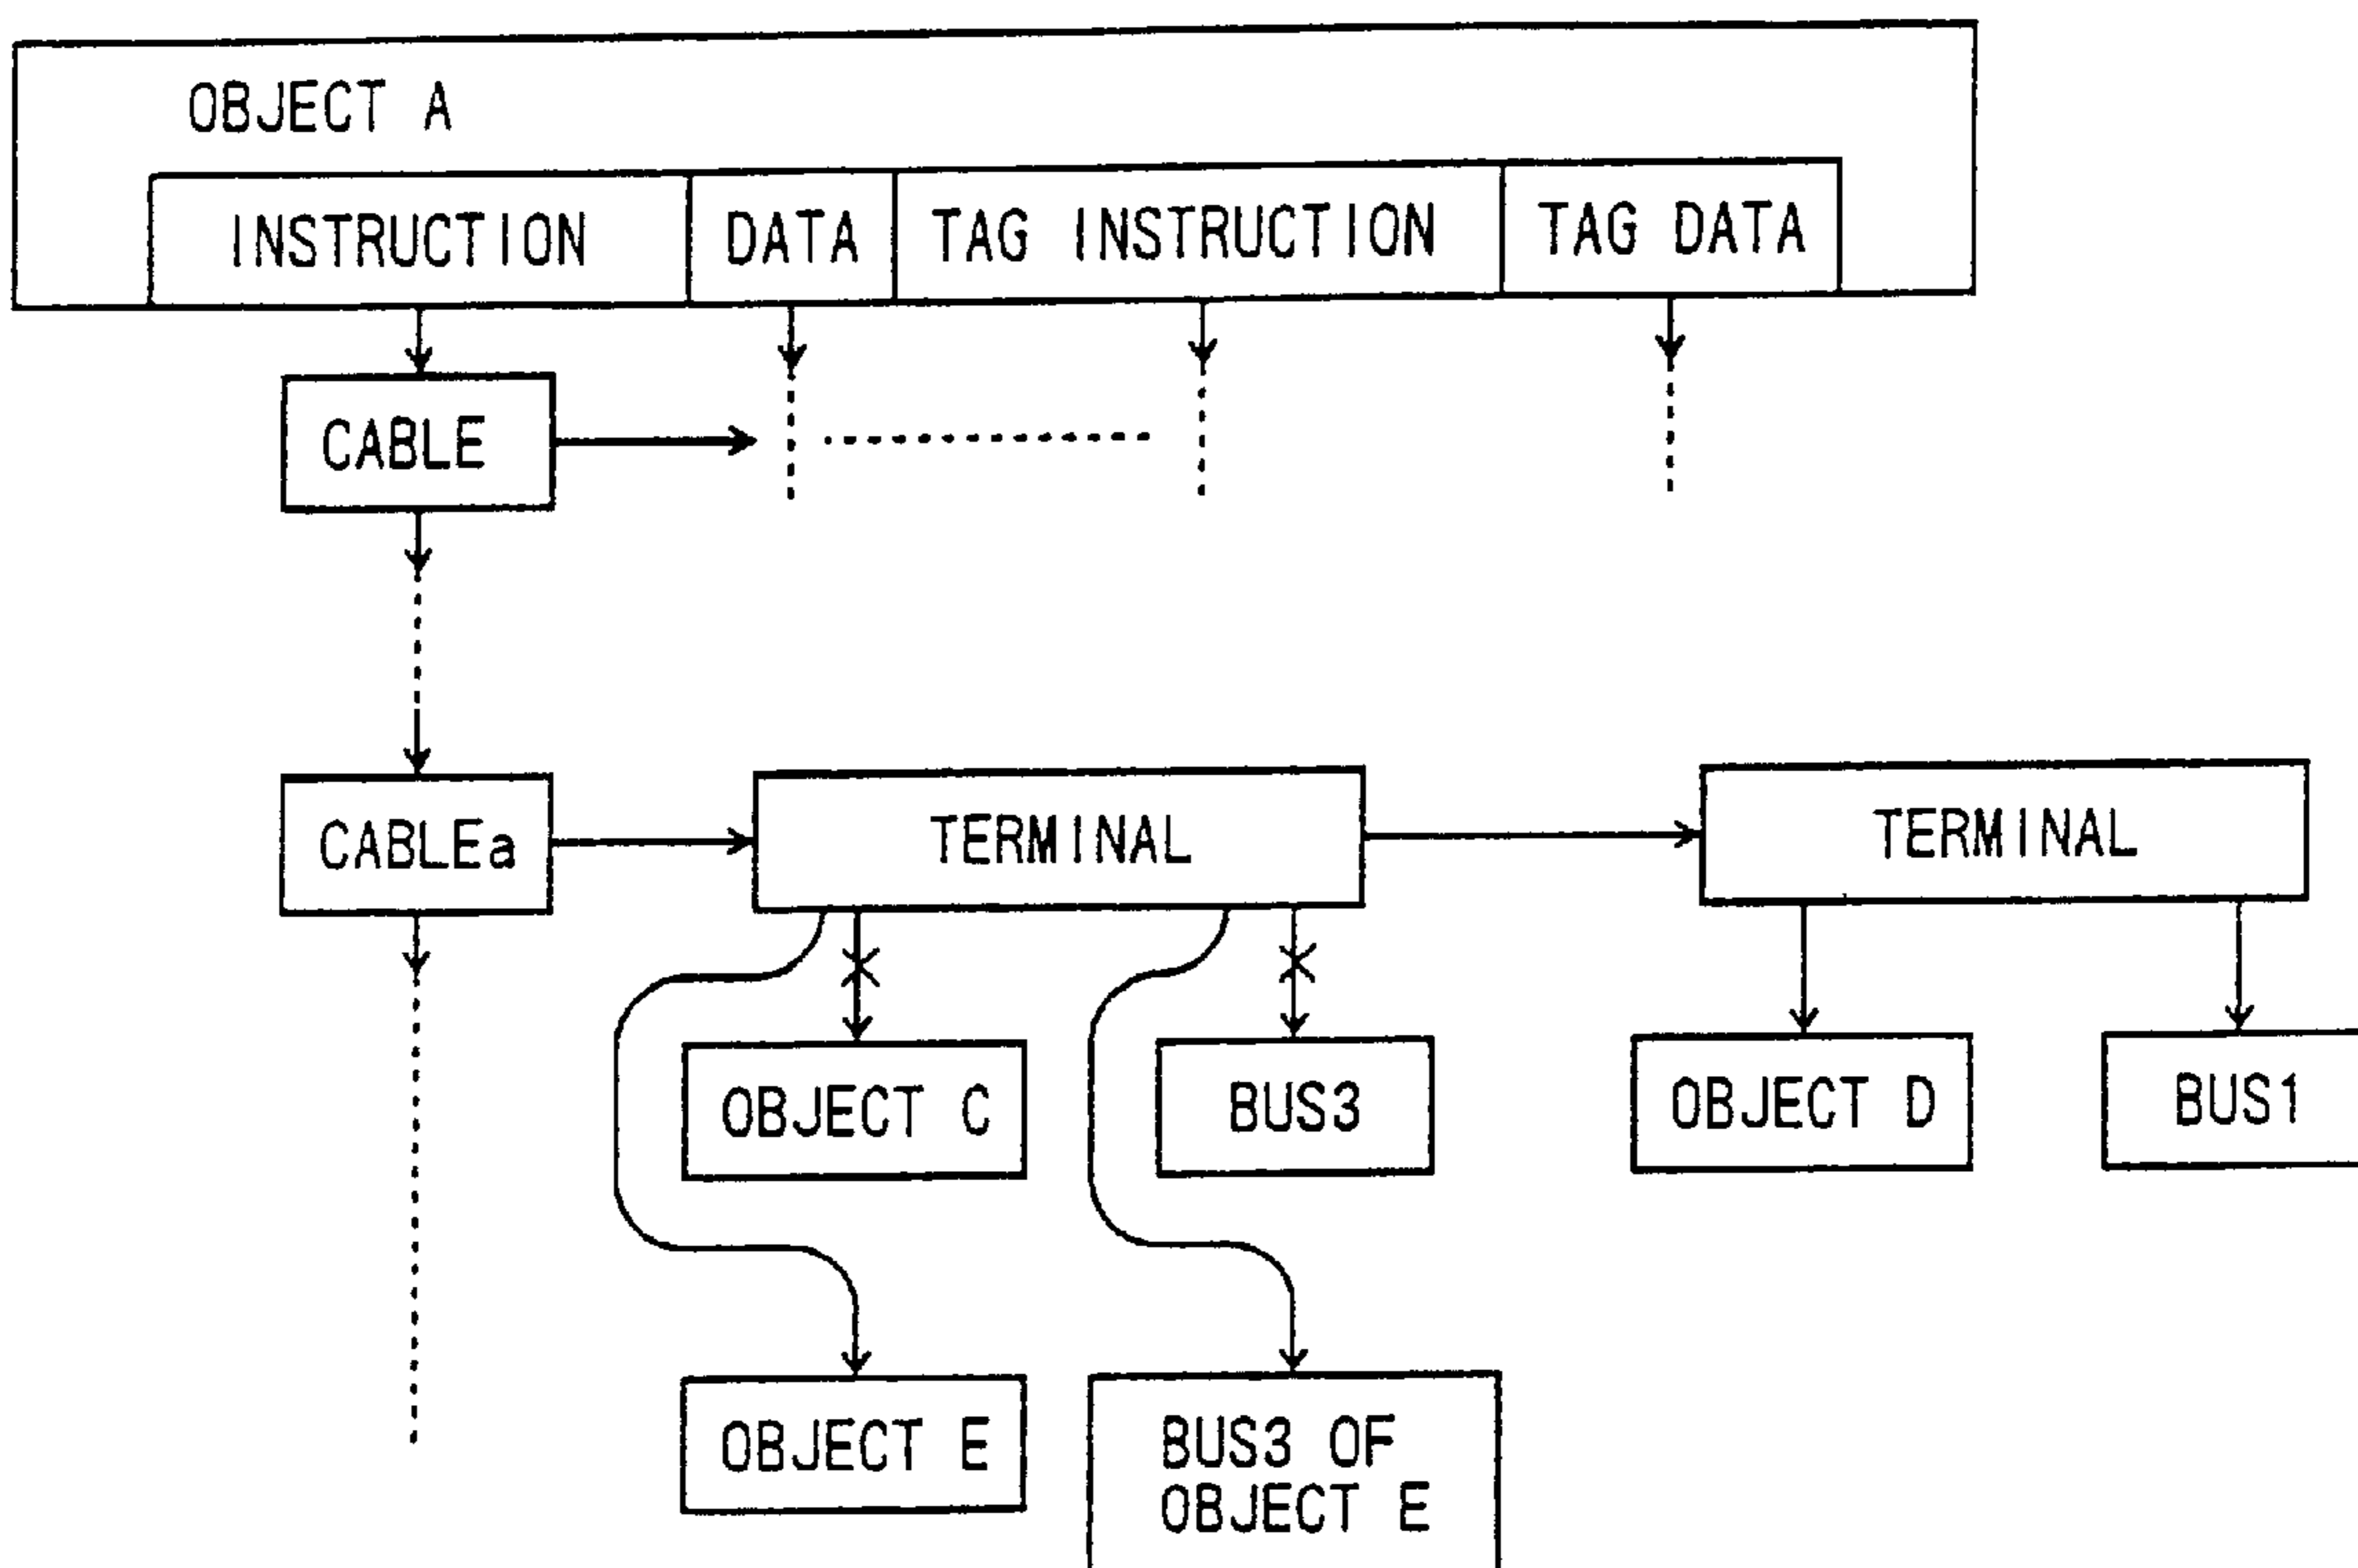 OBJECT A
INSTRUCTION
DATA
TAG INSTRUCTION
TAG DATA
CABLE
CABLEa
TERMINAL
TERMINAL
OBJECT C
BUS3
OBJECT D
BUS1
OBJECT E
BUS3 OF
OBJECT E